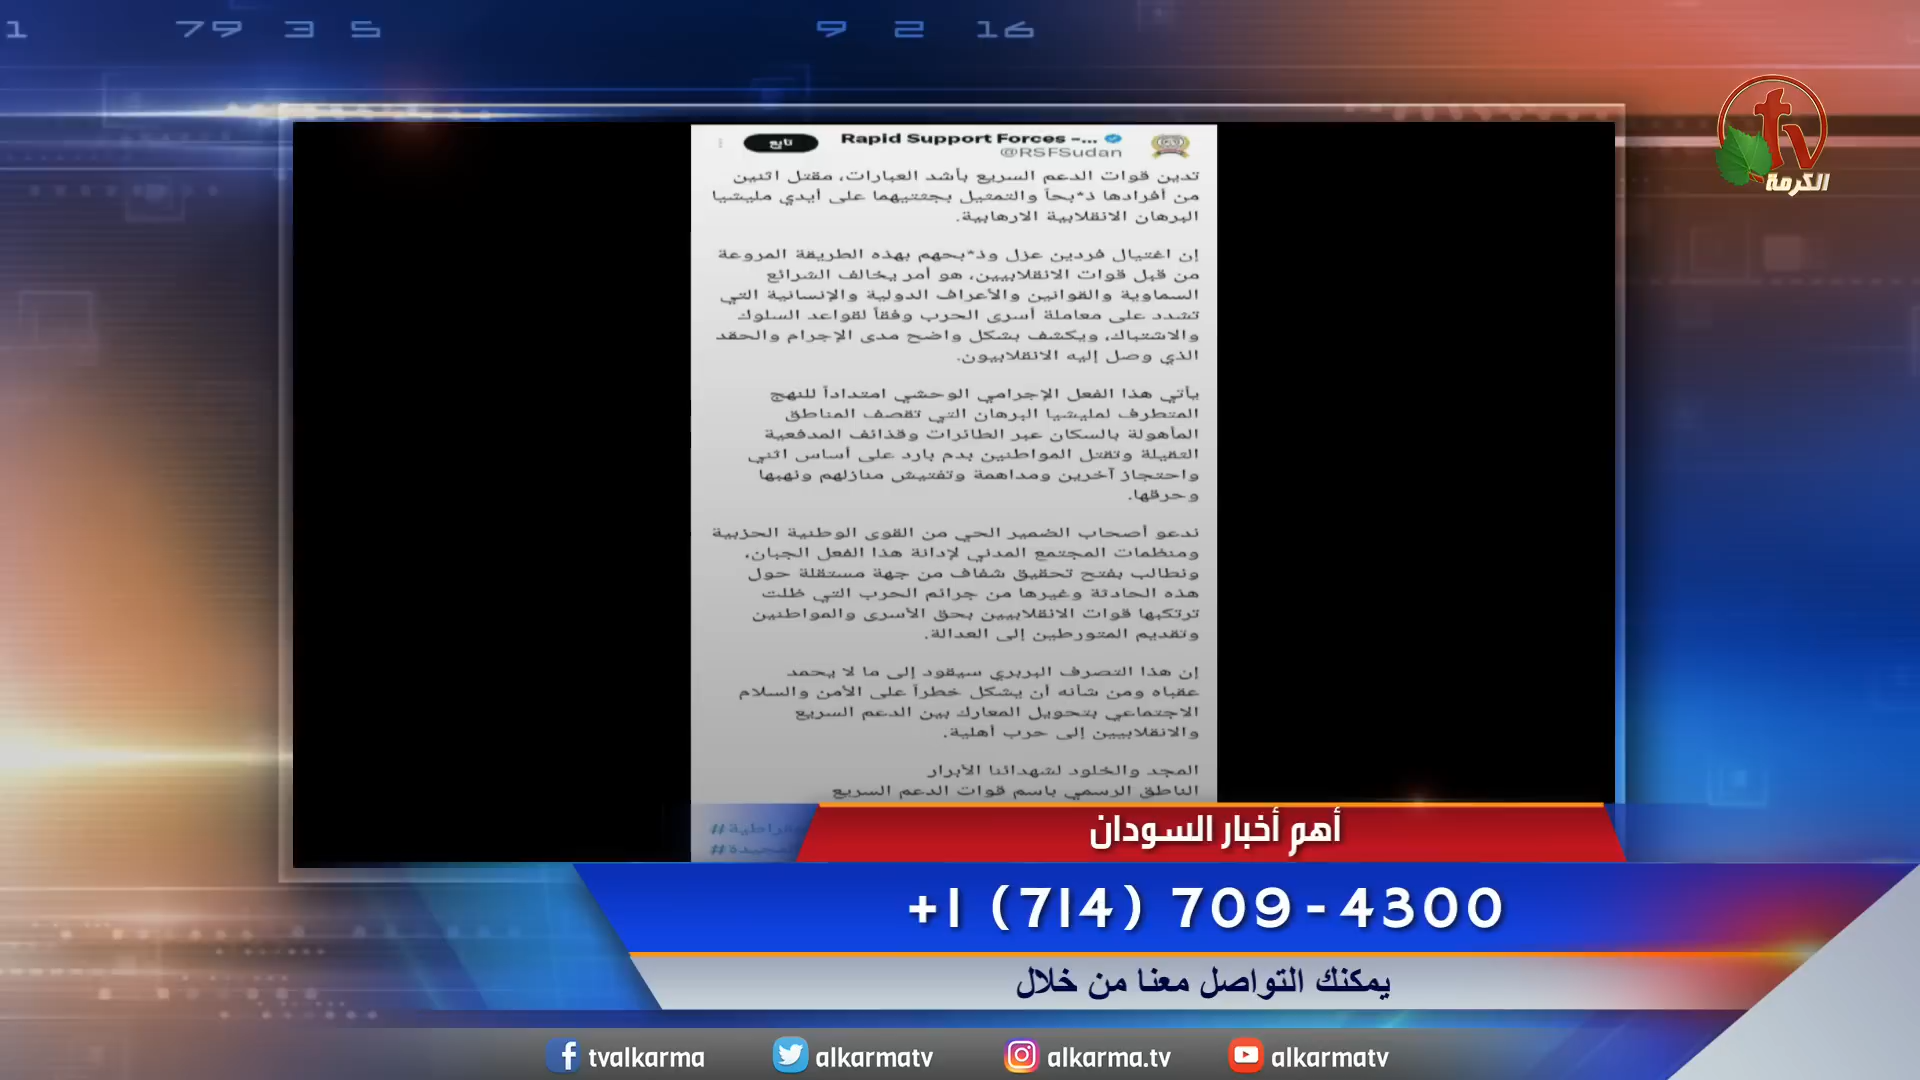 1 79 3 5 9 2 16
tv
الكرمة
Rapid Support Forces -...
تابع
@RSFSudan
تدين قوات الدعم السريع بأشد العبارات، مقتل اثنين
من أفرادها ذ*بحاً والتمثيل بجثتيهما على أيدي مليشيا
البرهان الانقلابية الارهابية.
إن اغتيال فردين عزل وذ*بحهم بهذه الطريقة المروعة
من قبل قوات الانقلابيين، هو أمر يخالف الشرائع
السماوية والقوانين والأعراف الدولية والإنسانية التي
تشدد على معاملة أسرى الحرب وفقاً لقواعد السلوك
والاشتباك، ويكشف بشكل واضح مدى الإجرام والحقد
الذي وصل إليه الانقلابيون.
يأتي هذا الفعل الإجرامي الوحشي امتداداً للنهج
المتطرف لمليشيا البرهان التي تقصف المناطق
المأهولة بالسكان عبر الطائرات وقذائف المدفعية
الثقيلة وتقتل المواطنين بدم بارد على أساس اثني
واحتجاز آخرين ومداهمة وتفتيش منازلهم ونهبها
وحرقها.
ندعو أصحاب الضمير الحي من القوى الوطنية الحزبية
ومنظمات المجتمع المدني لإدانة هذا الفعل الجبان،
ونطالب بفتح تحقيق شفاف من جهة مستقلة حول
هذه الحادثة وغيرها من جرائم الحرب التي ظلت
ترتكبها قوات الانقلابيين بحق الأسرى والمواطنين
وتقديم المتورطين إلى العدالة.
إن هذا التصرف البربري سيقود إلى ما لا يحمد
عقباه ومن شأنه أن يشكل خطراً على الأمن والسلام
الاجتماعي بتحويل المعارك بين الدعم السريع
والانقلابيين إلى حرب أهلية.
المجد والخلود لشهدائنا الأبرار
الناطق الرسمي باسم قوات الدعم السريع
أهم أخبار السودان
+1 (714) 709-4300
يمكنك التواصل معنا من خلال
tvalkarma alkarmatv alkarma.tv alkarmatv